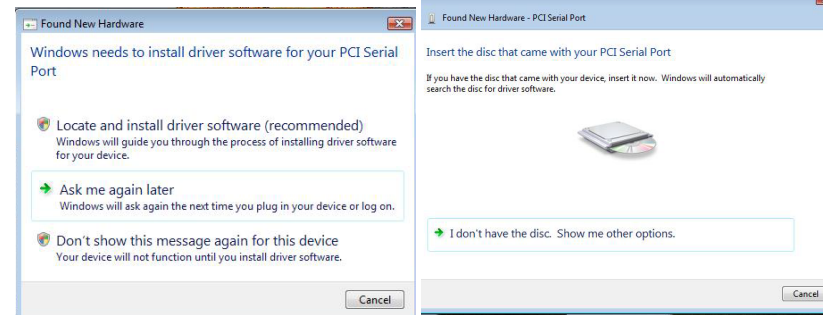 Found New Hardware
Windows needs to install driver software for your PCI Serial
Port
Locate and install driver software (recommended)
Windows will guide you through the process of installing driver software
for your device.
Ask me again later
Windows will ask again the next time you plug in your device or log on.
Don't show this message again for this device
Your device will not function until you install driver software.
Cancel
Found New Hardware - PCI Serial Port
Insert the disc that came with your PCI Serial Port
If you have the disc that came with your device, insert it now. Windows will automatically
search the disc for driver software.
I don't have the disc. Show me other options.
Cancel